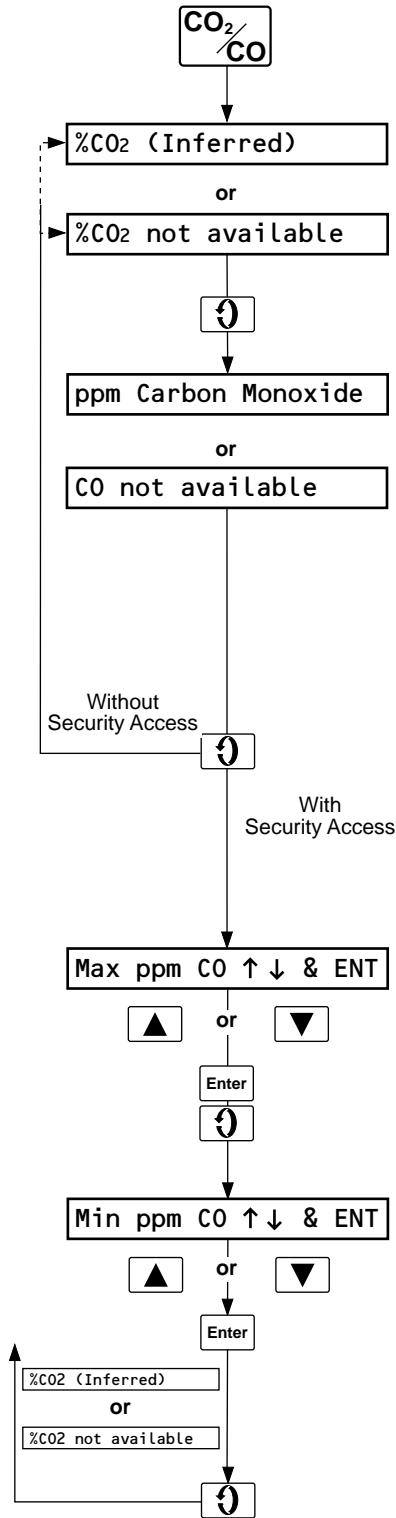 CO₂/CO
%CO₂ (Inferred)
or
%CO₂ not available
ppm Carbon Monoxide
or
CO not available
Without
Security Access
With
Security Access
Max ppm CO ↑↓ & ENT
or
Enter
Min ppm CO ↑↓ & ENT
or
Enter
%CO2 (Inferred)
or
%CO2 not available